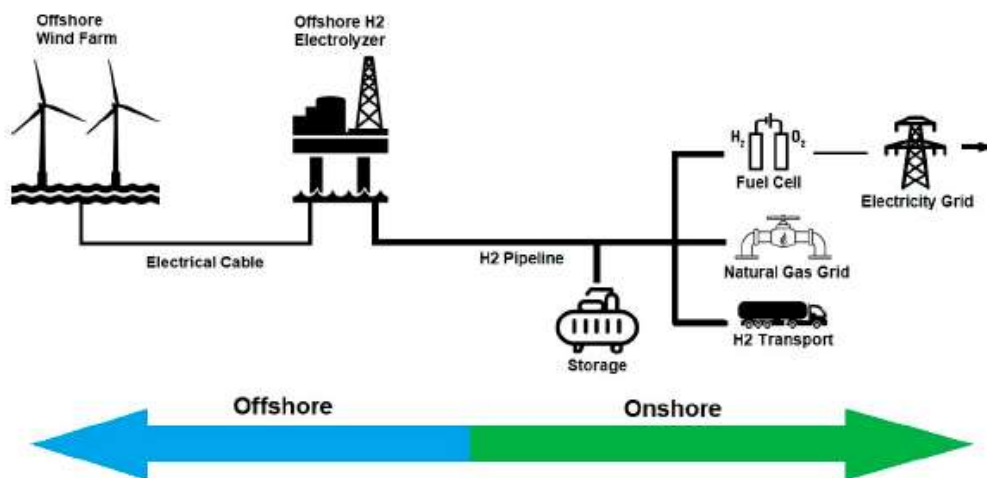 Offshore
Wind Farm
Offshore H2
Electrolyzer
H₂
O₂
Fuel Cell
Electricity Grid
Electrical Cable
H2 Pipeline
Natural Gas Grid
H2 Transport
Storage
Offshore
Onshore